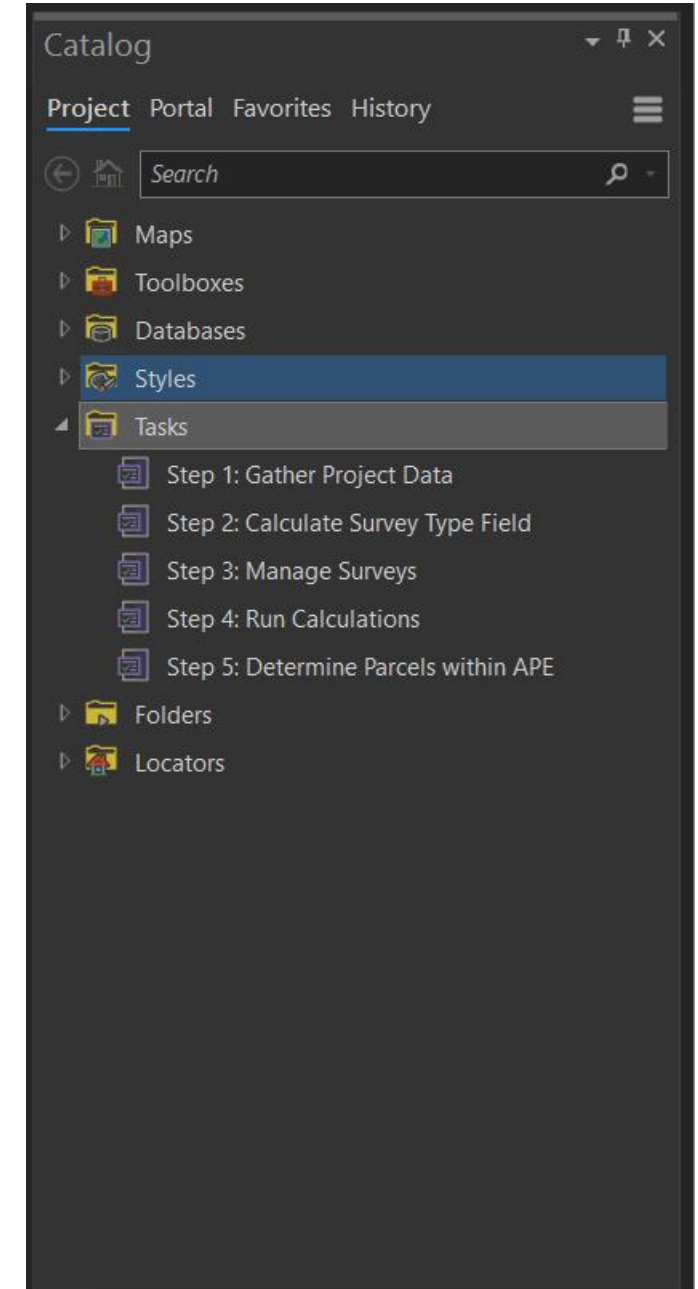 Catalog
Project Portal Favorites History
Search
Maps
Toolboxes
Databases
Styles
Tasks
Step 1: Gather Project Data
Step 2: Calculate Survey Type Field
Step 3: Manage Surveys
Step 4: Run Calculations
Step 5: Determine Parcels within APE
Folders
Locators